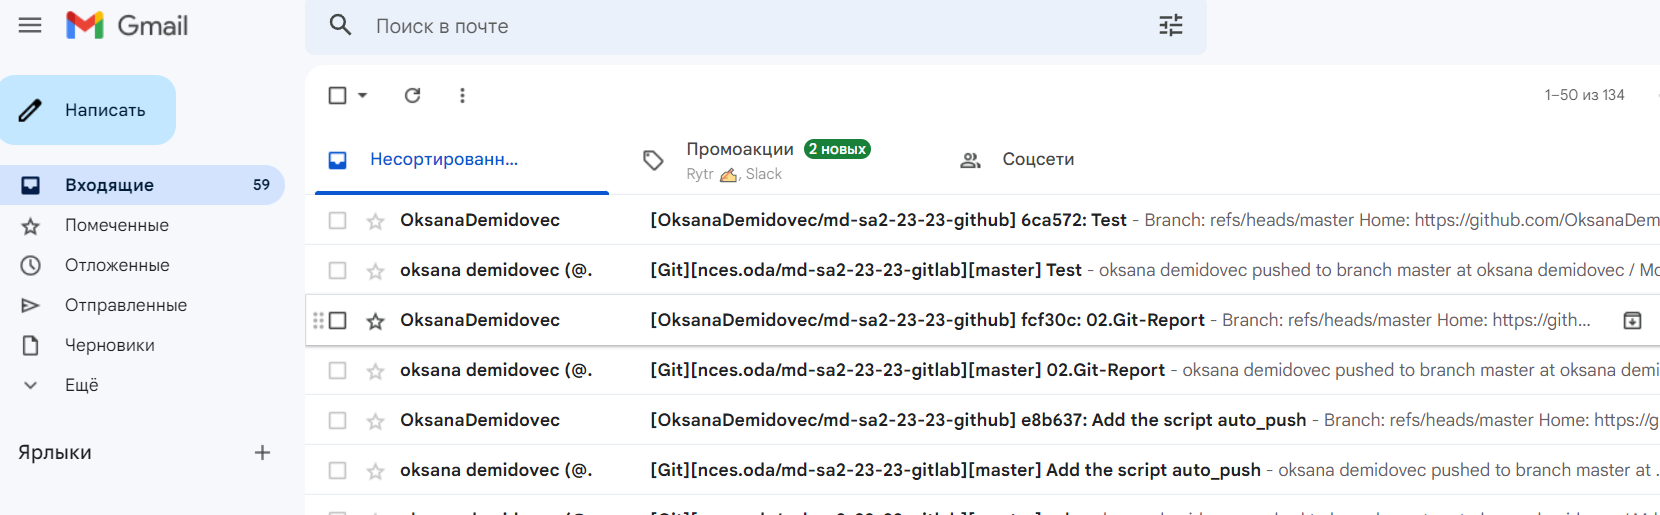 Gmail
Поиск в почте
Написать
1–50 из 134
Несортированн...
Промоакции 2 новых
Rytr ✍, Slack
Соцсети
Входящие 59
Помеченные
Отложенные
Отправленные
Черновики
Ещё
Ярлыки
OksanaDemidovec [OksanaDemidovec/md-sa2-23-23-github] 6ca572: Test - Branch: refs/heads/master Home: https://github.com/OksanaDem
oksana demidovec (@. [Git][nces.oda/md-sa2-23-23-gitlab][master] Test - oksana demidovec pushed to branch master at oksana demidovec / Mo
OksanaDemidovec [OksanaDemidovec/md-sa2-23-23-github] fcf30c: 02.Git-Report - Branch: refs/heads/master Home: https://gith...
oksana demidovec (@. [Git][nces.oda/md-sa2-23-23-gitlab][master] 02.Git-Report - oksana demidovec pushed to branch master at oksana demi
OksanaDemidovec [OksanaDemidovec/md-sa2-23-23-github] e8b637: Add the script auto_push - Branch: refs/heads/master Home: https://g
oksana demidovec (@. [Git][nces.oda/md-sa2-23-23-gitlab][master] Add the script auto_push - oksana demidovec pushed to branch master at .